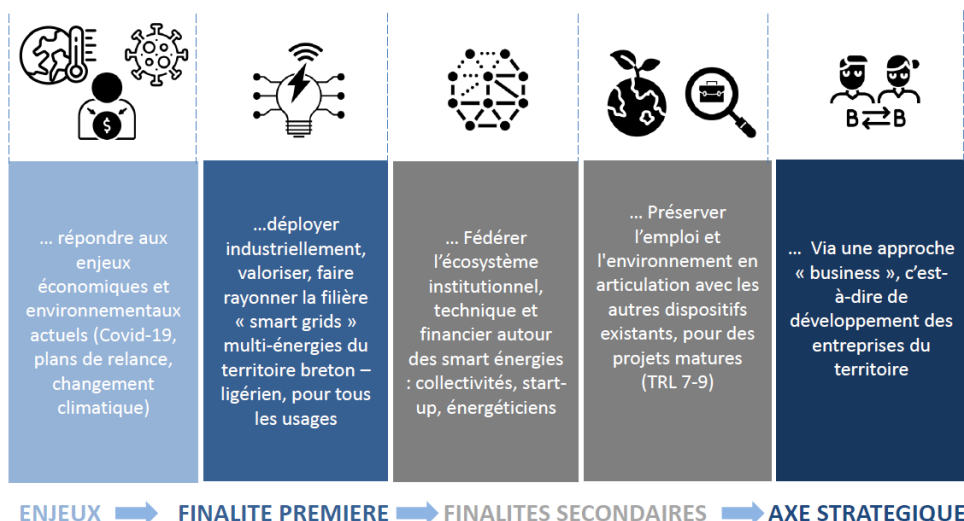 $
B B
... répondre aux
enjeux
économiques et
environnementaux
actuels (Covid-19,
plans de relance,
changement
climatique)
...déployer
industriellement,
valoriser, faire
rayonner la filière
« smart grids »
multi-énergies du
territoire breton –
ligérien, pour tous
les usages
... Fédérer
l'écosystème
institutionnel,
technique et
financier autour
des smart énergies
: collectivités, start-
up, énergéticiens
... Préserver
l'emploi et
l'environnement en
articulation avec les
autres dispositifs
existants, pour des
projets matures
(TRL 7-9)
... Via une approche
« business », c'est-
à-dire de
développement des
entreprises du
territoire
ENJEUX FINALITE PREMIERE FINALITES SECONDAIRES AXE STRATEGIQUE